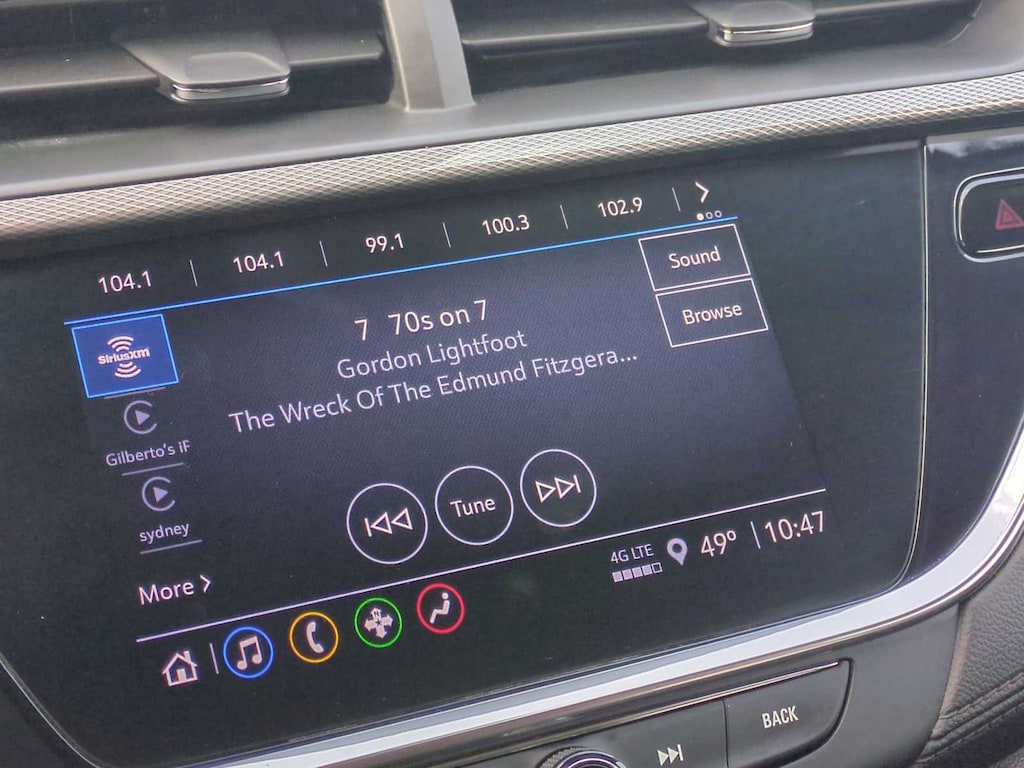 104.1 104.1 99.1 100.3 102.9
SiriusXM
7 70s on 7
Gordon Lightfoot
The Wreck Of The Edmund Fitzgera...
Sound
Browse
Gilberto's iF
sydney
Tune
More
4G LTE
49° 10:47
N
BACK